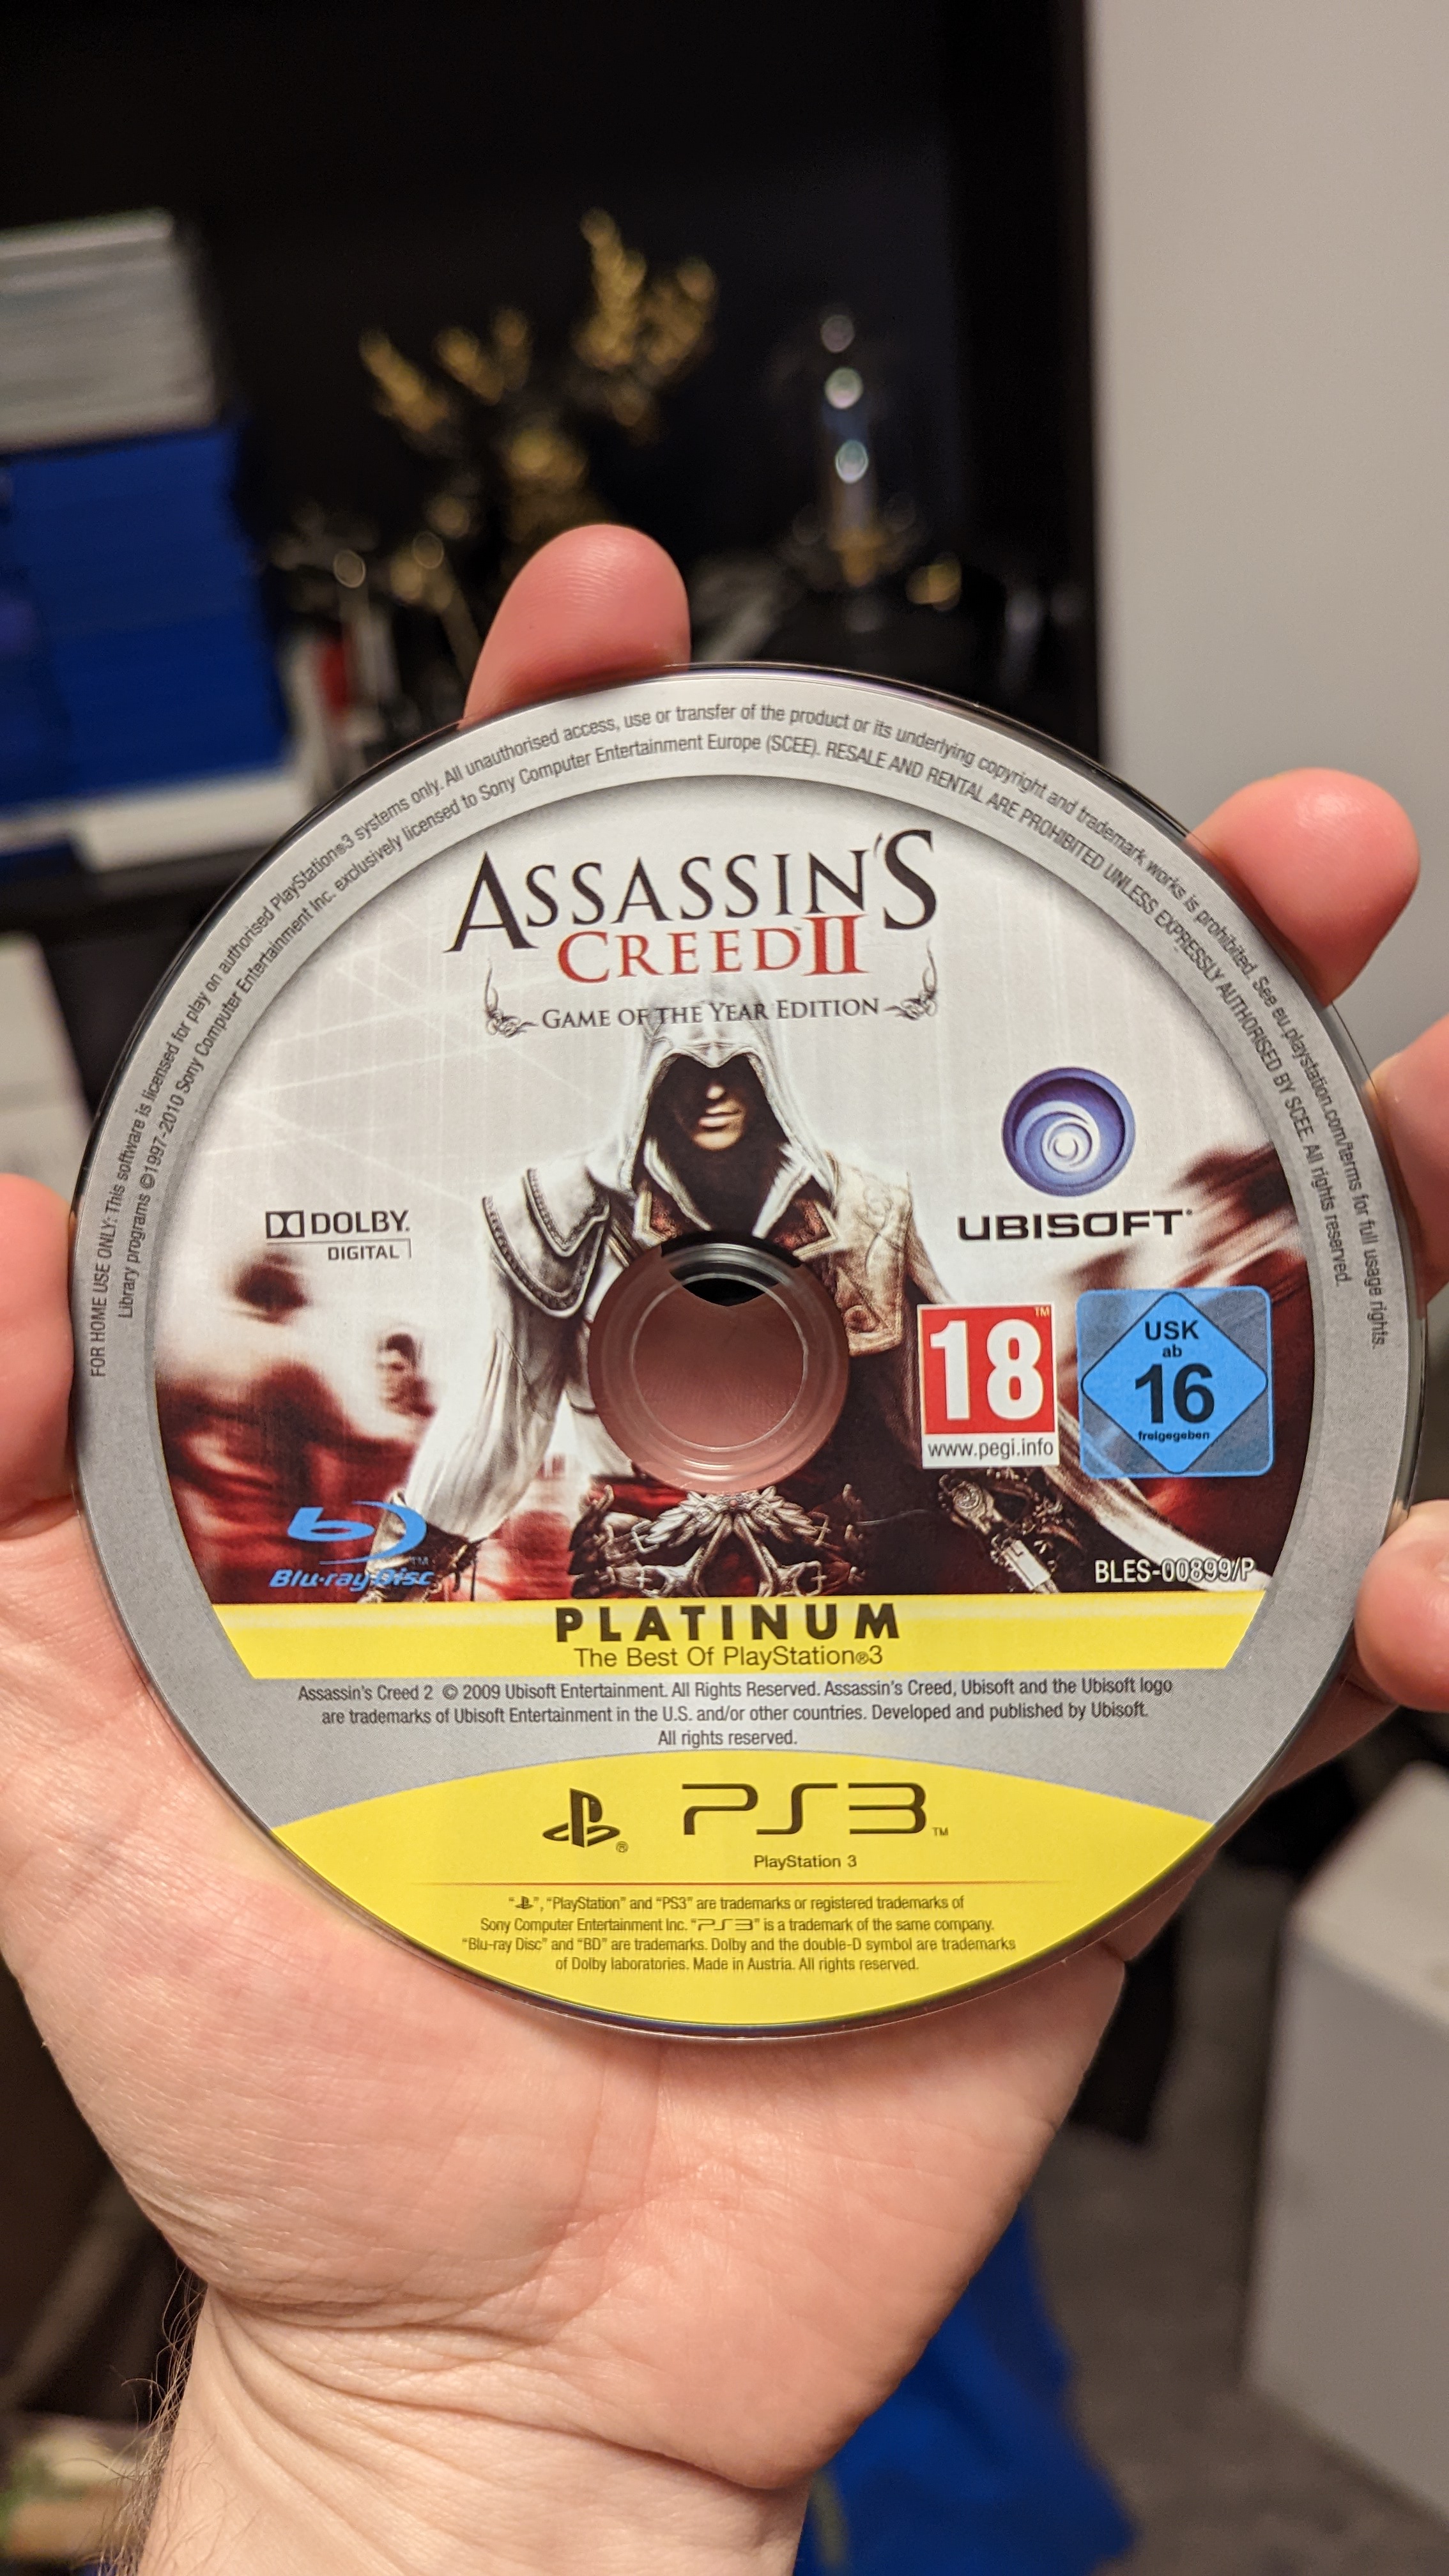 FOR HOME USE ONLY: This software is licensed for play on authorised PlayStation®3 systems only. All unauthorised access, use or transfer of the product or its underlying copyright and trademark works is prohibited. See eu.playstation.com/terms for full usage rights.
Library programs ©1997-2010 Sony Computer Entertainment Inc. exclusively licensed to Sony Computer Entertainment Europe (SCEE). RESALE AND RENTAL ARE PROHIBITED UNLESS EXPRESSLY AUTHORISED BY SCEE. All rights reserved.
ASSASSIN'S
CREED II
GAME OF THE YEAR EDITION
DOLBY.
DIGITAL
UBISOFT
18™
www.pegi.info
USK
ab
16
freigegeben
Blu-ray Disc™
BLES-00899/P
PLATINUM
The Best Of PlayStation®3
Assassin's Creed 2 © 2009 Ubisoft Entertainment. All Rights Reserved. Assassin's Creed, Ubisoft and the Ubisoft logo
are trademarks of Ubisoft Entertainment in the U.S. and/or other countries. Developed and published by Ubisoft.
All rights reserved.
® PS3™
PlayStation 3
“ ”, “PlayStation” and “PS3” are trademarks or registered trademarks of
Sony Computer Entertainment Inc. “PS3” is a trademark of the same company.
“Blu-ray Disc” and “BD” are trademarks. Dolby and the double-D symbol are trademarks
of Dolby laboratories. Made in Austria. All rights reserved.